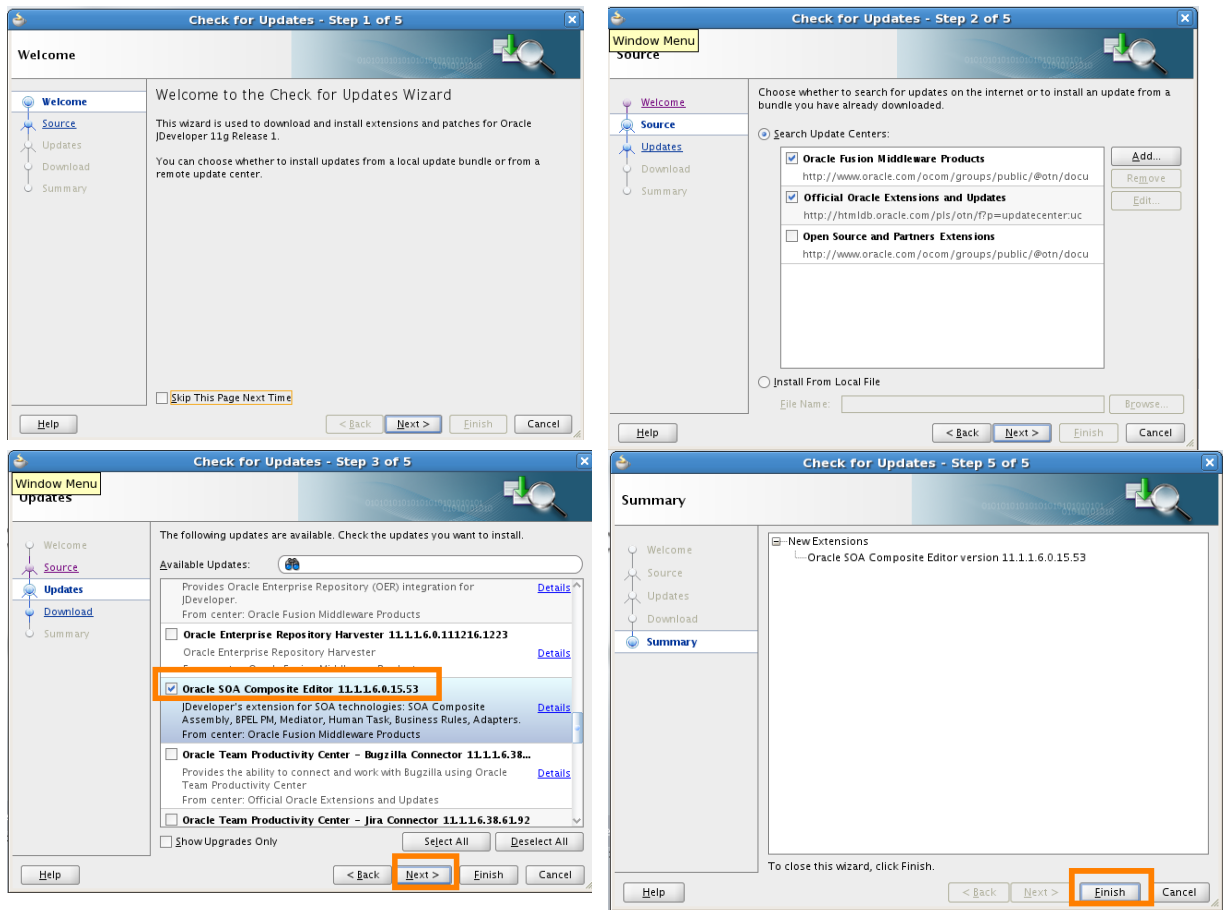 Check for Updates - Step 1 of 5
Welcome
Welcome
Source
Updates
Download
Summary
Welcome to the Check for Updates Wizard
This wizard is used to download and install extensions and patches for Oracle
JDeveloper 11g Release 1.
You can choose whether to install updates from a local update bundle or from a
remote update center.
Skip This Page Next Time
Help
< Back
Next >
Finish
Cancel
Check for Updates - Step 2 of 5
Window Menu
Source
Welcome
Source
Updates
Download
Summary
Choose whether to search for updates on the internet or to install an update from a
bundle you have already downloaded.
Search Update Centers:
Oracle Fusion Middleware Products
http://www.oracle.com/ocom/groups/public/@otn/docu
Official Oracle Extensions and Updates
http://htmldb.oracle.com/pls/otn/f?p=updatecenter:uc
Open Source and Partners Extensions
http://www.oracle.com/ocom/groups/public/@otn/docu
Add...
Remove
Edit...
Install From Local File
File Name:
Browse...
Help
< Back
Next >
Finish
Cancel
Check for Updates - Step 3 of 5
Window Menu
Updates
Welcome
Source
Updates
Download
Summary
The following updates are available. Check the updates you want to install.
Available Updates:
Provides Oracle Enterprise Repository (OER) integration for Details
JDeveloper.
From center: Oracle Fusion Middleware Products
Oracle Enterprise Repository Harvester 11.1.1.6.0.111216.1223
Oracle Enterprise Repository Harvester Details
Oracle SOA Composite Editor 11.1.1.6.0.15.53
JDeveloper's extension for SOA technologies: SOA Composite Details
Assembly, BPEL PM, Mediator, Human Task, Business Rules, Adapters.
From center: Oracle Fusion Middleware Products
Oracle Team Productivity Center – Bugzilla Connector 11.1.1.6.38...
Provides the ability to connect and work with Bugzilla using Oracle Details
Team Productivity Center
From center: Official Oracle Extensions and Updates
Oracle Team Productivity Center – Jira Connector 11.1.1.6.38.61.92
Show Upgrades Only
Select All
Deselect All
Help
< Back
Next >
Finish
Cancel
Check for Updates - Step 5 of 5
Summary
Welcome
Source
Updates
Download
Summary
New Extensions
Oracle SOA Composite Editor version 11.1.1.6.0.15.53
To close this wizard, click Finish.
Help
< Back
Next >
Finish
Cancel